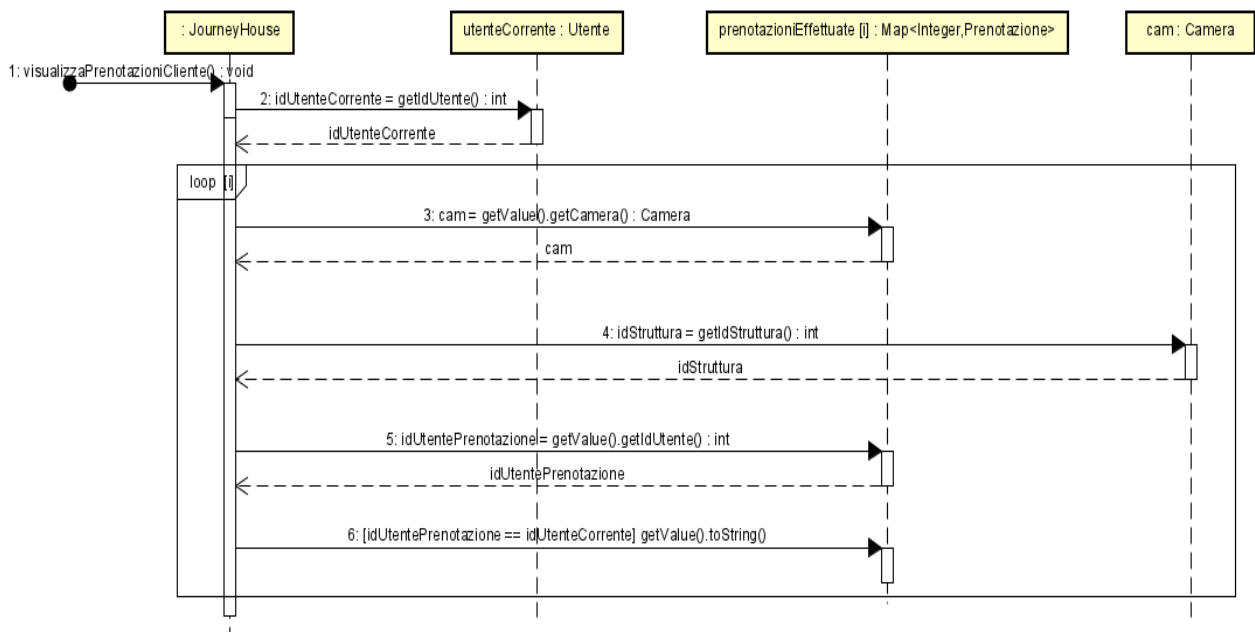 : JourneyHouse
utenteCorrente : Utente
prenotazioniEffettuate [i] : Map<Integer,Prenotazione>
cam : Camera
1: visualizzaPrenotazioniCliente() : void
2: idUtenteCorrente = getIdUtente() : int
idUtenteCorrente
loop [i]
3: cam = getValue().getCamera() : Camera
cam
4: idStruttura = getIdStruttura() : int
idStruttura
5: idUtentePrenotazione = getValue().getIdUtente() : int
idUtentePrenotazione
6: [idUtentePrenotazione == idUtenteCorrente] getValue().toString()